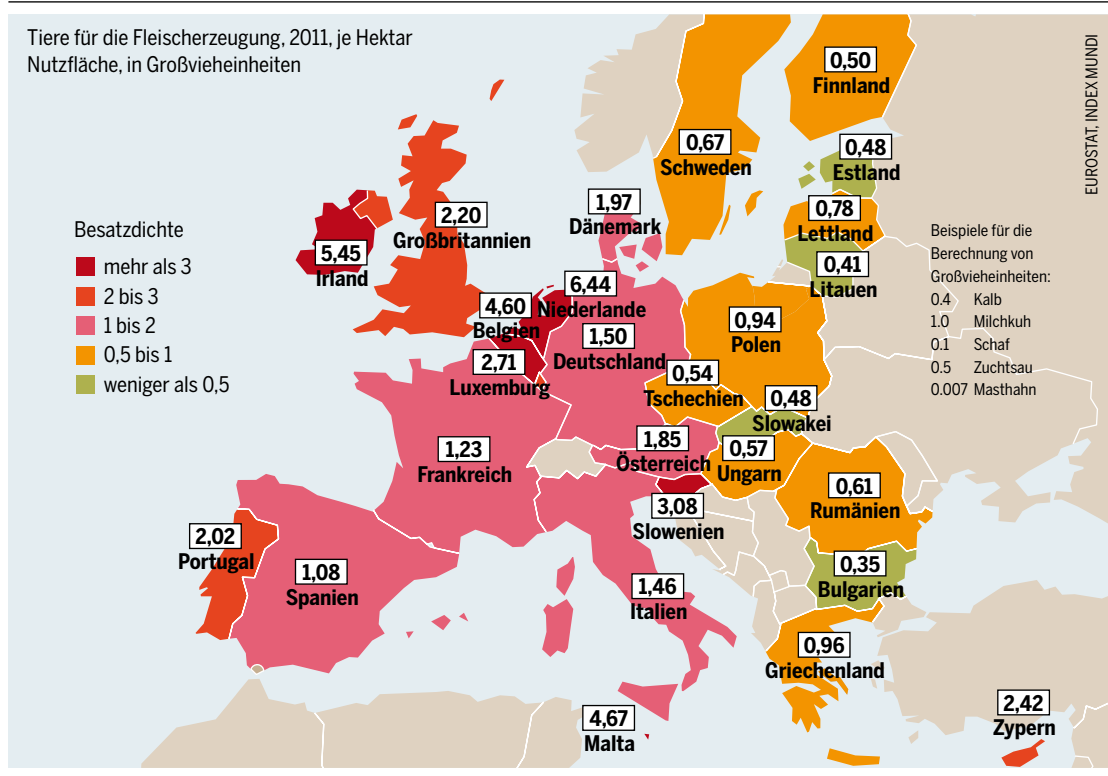 Tiere für die Fleischerzeugung, 2011, je Hektar
Nutzfläche, in Großvieheinheiten
EUROSTAT, INDEX MUNDI
Besatzdichte
mehr als 3
2 bis 3
1 bis 2
0,5 bis 1
weniger als 0,5
Beispiele für die
Berechnung von
Großvieheinheiten:
0.4 Kalb
1.0 Milchkuh
0.1 Schaf
0.5 Zuchtsau
0.007 Masthahn
0,50
Finnland
0,67
Schweden
0,48
Estland
0,78
Lettland
0,41
Litauen
1,97
Dänemark
2,20
Großbritannien
5,45
Irland
6,44
Niederlande
4,60
Belgien
2,71
Luxemburg
1,50
Deutschland
0,94
Polen
0,54
Tschechien
0,48
Slowakei
1,85
Österreich
0,57
Ungarn
1,23
Frankreich
3,08
Slowenien
0,61
Rumänien
2,02
Portugal
1,08
Spanien
1,46
Italien
0,35
Bulgarien
0,96
Griechenland
4,67
Malta
2,42
Zypern